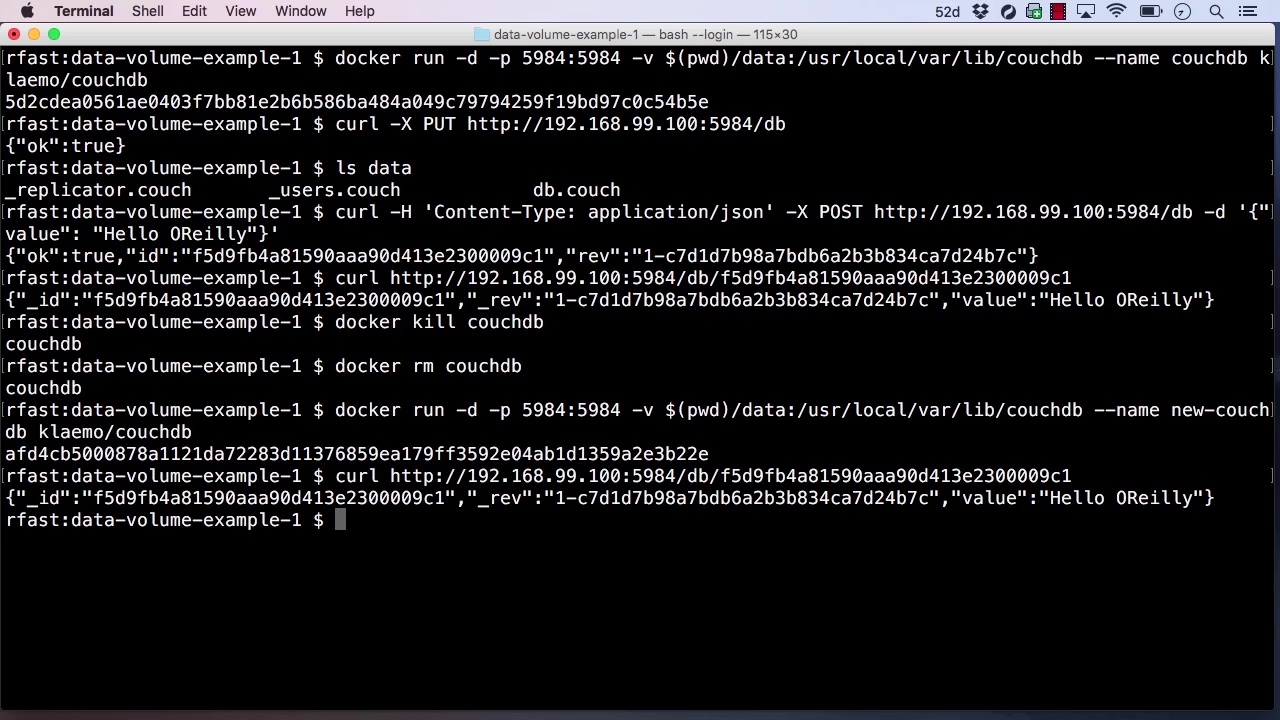 Terminal Shell Edit View Window Help 52d
data-volume-example-1 — bash --login — 115×30
[rfast:data-volume-example-1 $ docker run -d -p 5984:5984 -v $(pwd)/data:/usr/local/var/lib/couchdb --name couchdb k]
laemo/couchdb
5d2cdea0561ae0403f7bb81e2b6b586ba484a049c79794259f19bd97c0c54b5e
[rfast:data-volume-example-1 $ curl -X PUT http://192.168.99.100:5984/db ]
{"ok":true}
[rfast:data-volume-example-1 $ ls data ]
_replicator.couch _users.couch db.couch
[rfast:data-volume-example-1 $ curl -H 'Content-Type: application/json' -X POST http://192.168.99.100:5984/db -d '{"]
value": "Hello OReilly"}'
{"ok":true,"id":"f5d9fb4a81590aaa90d413e2300009c1","rev":"1-c7d1d7b98a7bdb6a2b3b834ca7d24b7c"}
[rfast:data-volume-example-1 $ curl http://192.168.99.100:5984/db/f5d9fb4a81590aaa90d413e2300009c1 ]
{"_id":"f5d9fb4a81590aaa90d413e2300009c1","_rev":"1-c7d1d7b98a7bdb6a2b3b834ca7d24b7c","value":"Hello OReilly"}
[rfast:data-volume-example-1 $ docker kill couchdb ]
couchdb
[rfast:data-volume-example-1 $ docker rm couchdb ]
couchdb
[rfast:data-volume-example-1 $ docker run -d -p 5984:5984 -v $(pwd)/data:/usr/local/var/lib/couchdb --name new-couch]
db klaemo/couchdb
afd4cb5000878a1121da72283d11376859ea179ff3592e04ab1d1359a2e3b22e
[rfast:data-volume-example-1 $ curl http://192.168.99.100:5984/db/f5d9fb4a81590aaa90d413e2300009c1 ]
{"_id":"f5d9fb4a81590aaa90d413e2300009c1","_rev":"1-c7d1d7b98a7bdb6a2b3b834ca7d24b7c","value":"Hello OReilly"}
rfast:data-volume-example-1 $